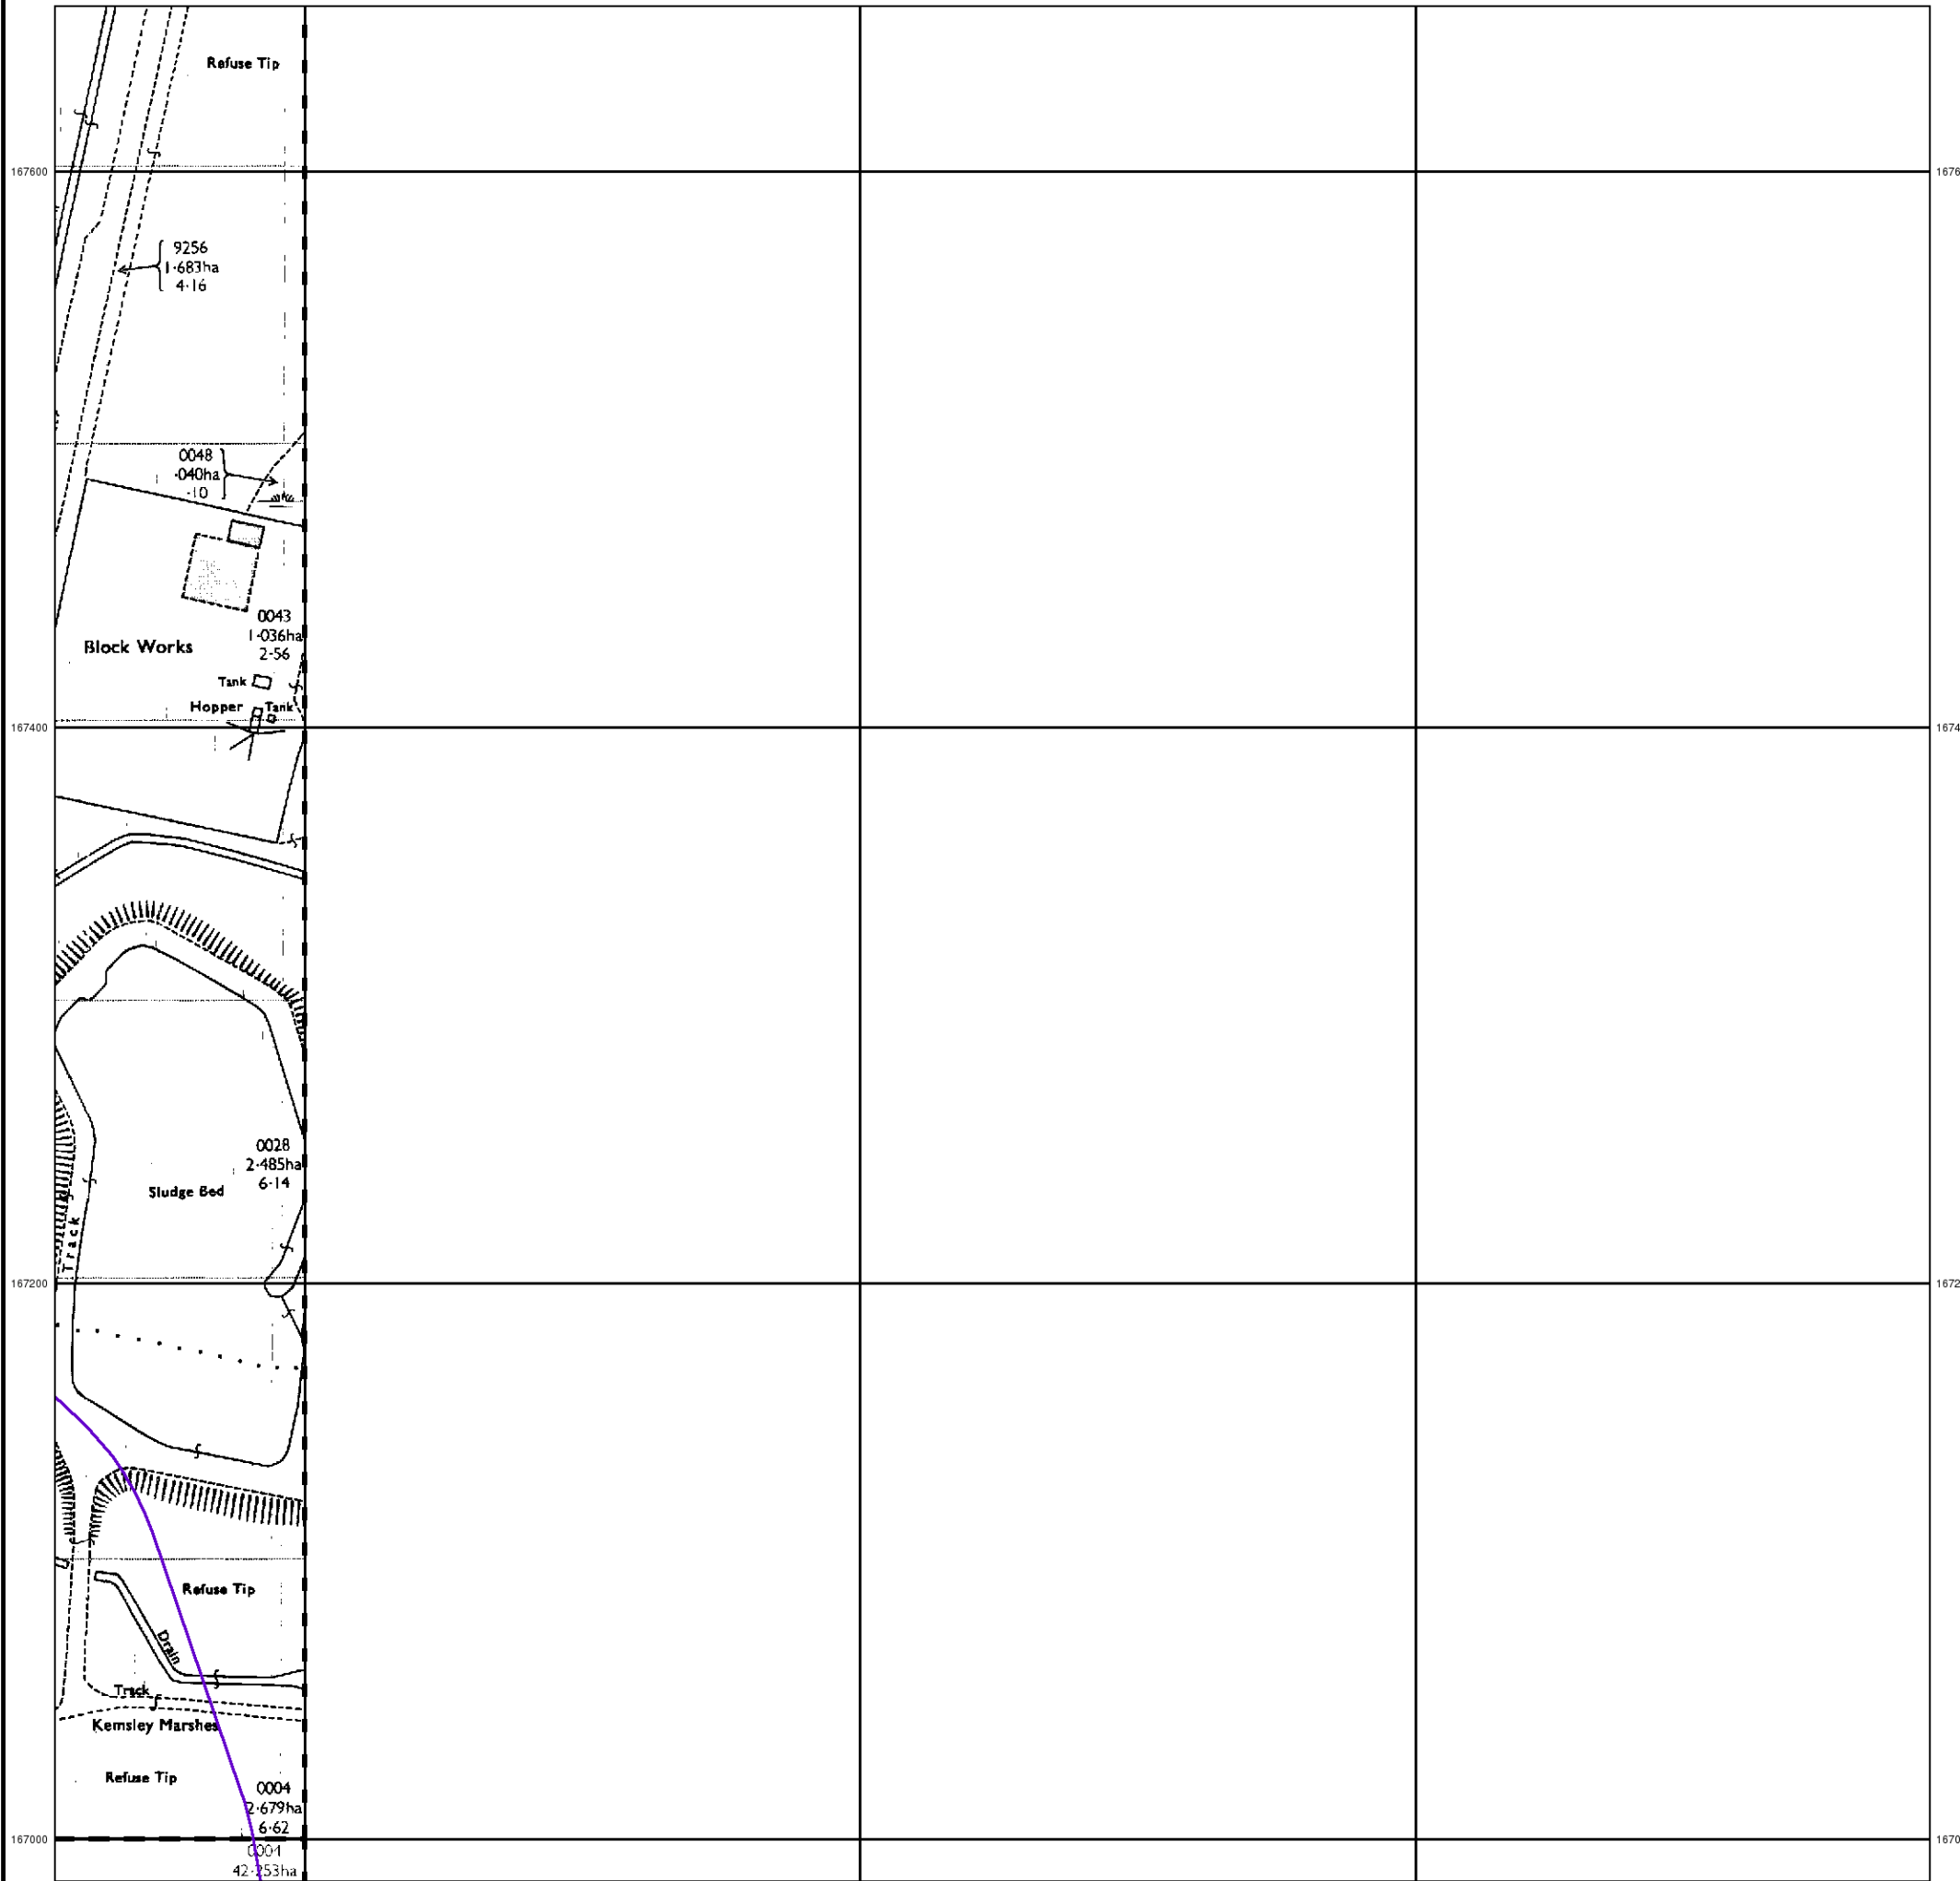 Refuse Tip
167600
1676
9256
1·683ha
4·16
0048
·040ha
·10
0043
1·036ha
2·56
Block Works
Tank
Hopper
Tank
167400
1674
0028
2·485ha
6·14
Sludge Bed
Track
167200
1672
Refuse Tip
Drain
Track
Kemsley Marshes
Refuse Tip
0004
2·679ha
6·62
167000
1670
0001
42·253ha